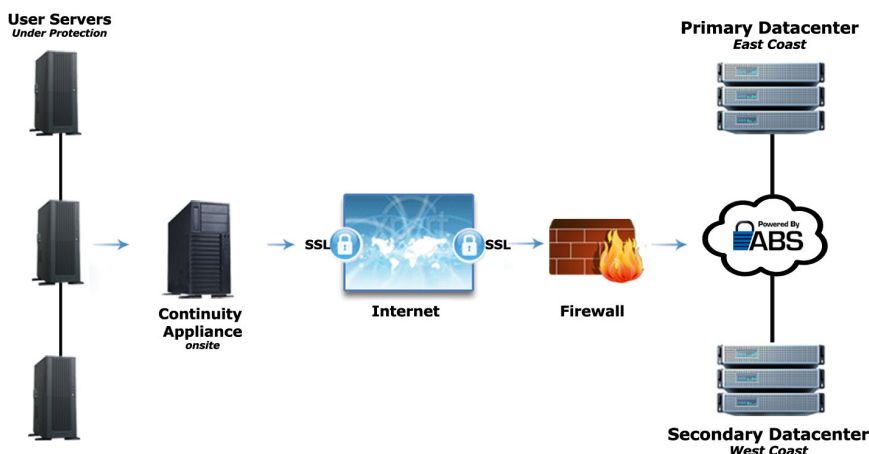 User Servers
Under Protection
Primary Datacenter
East Coast
SSL
SSL
Powered By
ABS
Continuity
Appliance
onsite
Internet
Firewall
Secondary Datacenter
West Coast